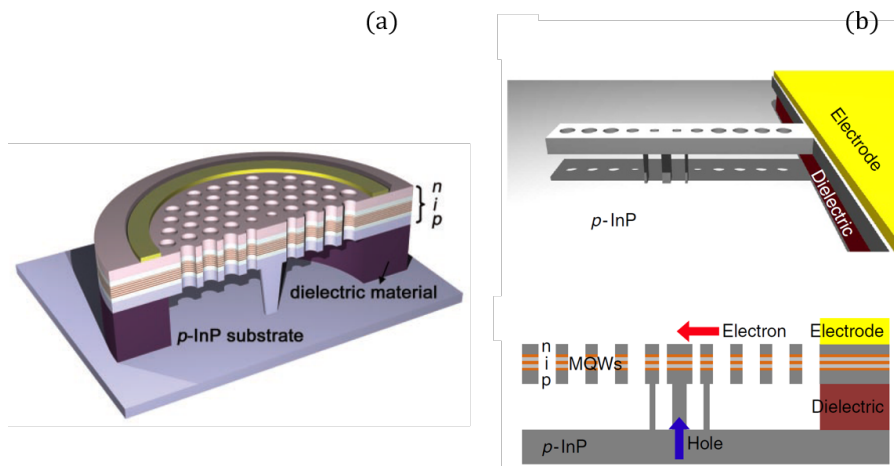 (a)
n
i
p
dielectric material
p-InP substrate
(b)
Electrode
Dielectric
p-InP
Electron
Electrode
n
i
MQWs
p
Dielectric
p-InP
Hole